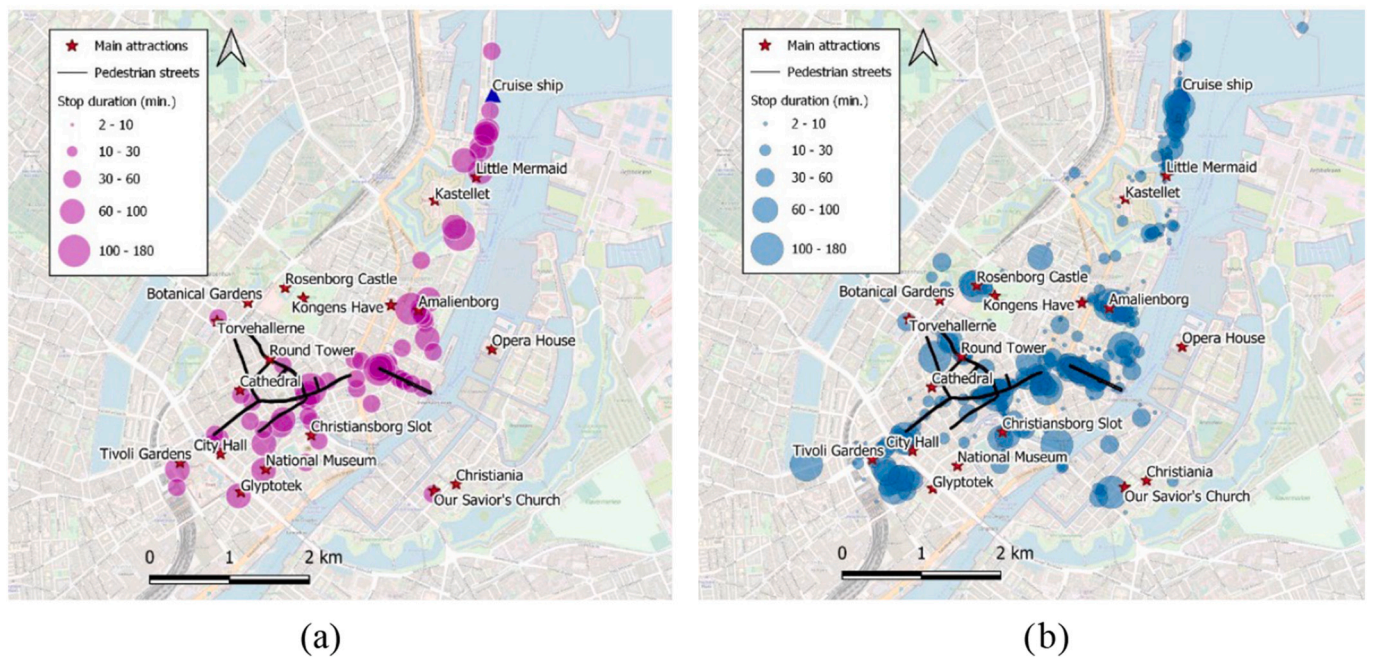 Main attractions
Pedestrian streets
Stop duration (min.)
2 - 10
10 - 30
30 - 60
60 - 100
100 - 180
Cruise ship
Little Mermaid
Kastellet
Rosenborg Castle
Botanical Gardens
Kongens Have
Amalienborg
Torvehallerne
Opera House
Round Tower
Cathedral
Christiansborg Slot
City Hall
Tivoli Gardens
National Museum
Christiania
Glyptotek
Our Savior's Church
0 1 2 km
(a)
Main attractions
Pedestrian streets
Stop duration (min.)
2 - 10
10 - 30
30 - 60
60 - 100
100 - 180
Cruise ship
Little Mermaid
Kastellet
Rosenborg Castle
Botanical Gardens
Kongens Have
Amalienborg
Torvehallerne
Opera House
Round Tower
Cathedral
Christiansborg Slot
City Hall
Tivoli Gardens
National Museum
Christiania
Glyptotek
Our Savior's Church
0 1 2 km
(b)